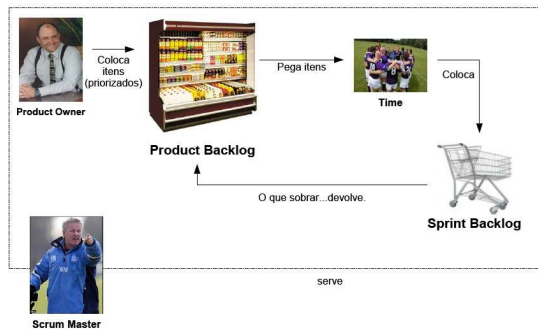 Coloca
itens
(priorizados)
Product Owner
Product Backlog
Pega itens
Time
Coloca
Sprint Backlog
O que sobrar...devolve.
serve
Scrum Master